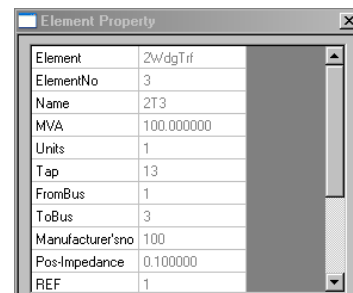 Element Property
Element 2WdgTrf
ElementNo 3
Name 2T3
MVA 100.000000
Units 1
Tap 13
FromBus 1
ToBus 3
Manufacturer'sno 100
Pos-Impedance 0.100000
REF 1